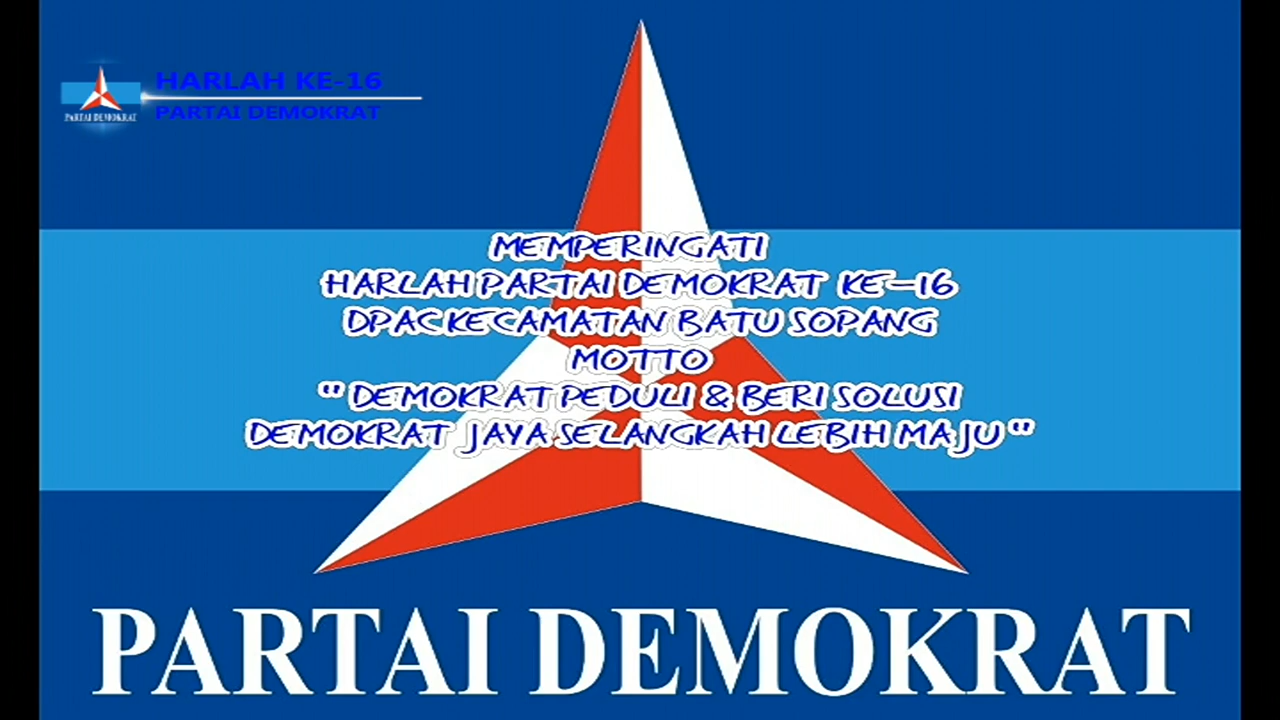 HARLAH KE-16
PARTAI DEMOKRAT
PARTAI DEMOKRAT
MEMPERINGATI
HARLAH PARTAI DEMOKRAT KE-16
DPAC KECAMATAN BATU SOPANG
MOTTO
" DEMOKRAT PEDULI & BERI SOLUSI
DEMOKRAT JAYA SELANGKAH LEBIH MAJU "
PARTAI DEMOKRAT